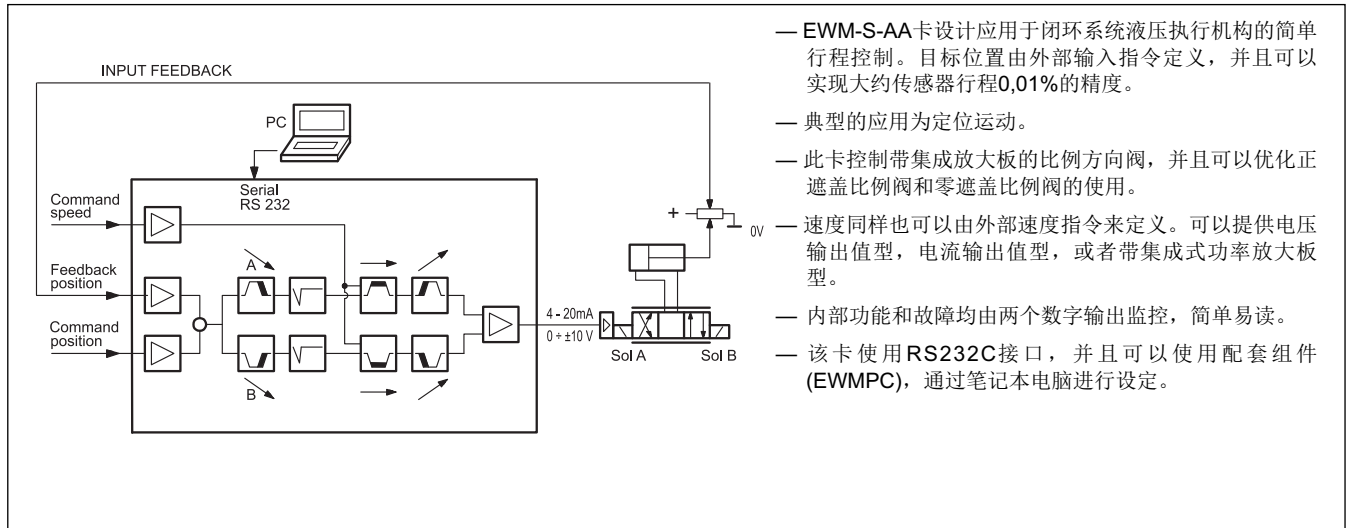 INPUT FEEDBACK
PC
Serial
RS 232
Command
speed
Feedback
position
Command
position
A
B
4 - 20mA
0 ÷ ±10 V
+
0V
Sol A
Sol B
— EWM-S-AA卡设计应用于闭环系统液压执行机构的简单
行程控制。目标位置由外部输入指令定义，并且可以
实现大约传感器行程0,01%的精度。
— 典型的应用为定位运动。
— 此卡控制带集成放大板的比例方向阀，并且可以优化正
遮盖比例阀和零遮盖比例阀的使用。
— 速度同样也可以由外部速度指令来定义。可以提供电压
输出值型，电流输出值型，或者带集成式功率放大板
型。
— 内部功能和故障均由两个数字输出监控，简单易读。
— 该卡使用RS232C接口，并且可以使用配套组件
(EWMPC)，通过笔记本电脑进行设定。